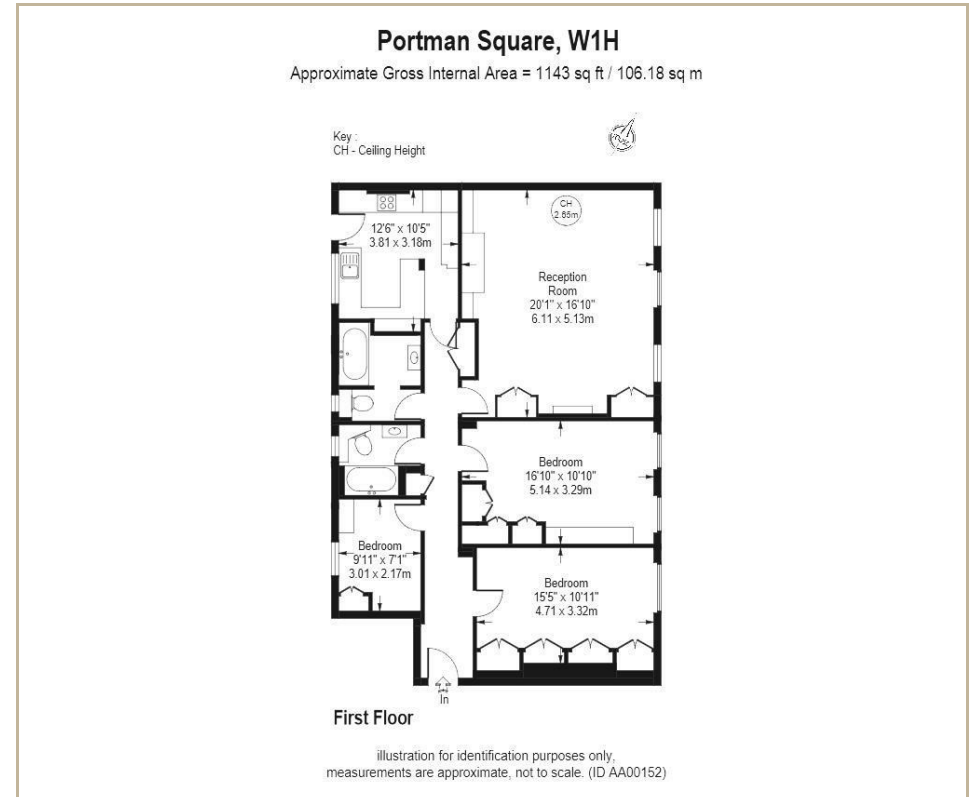 Portman Square, W1H
Approximate Gross Internal Area = 1143 sq ft / 106.18 sq m
Key :
CH - Ceiling Height
CH
2.65m
12'6" x 10'5"
3.81 x 3.18m
Reception
Room
20'1" x 16'10"
6.11 x 5.13m
Bedroom
16'10" x 10'10"
5.14 x 3.29m
Bedroom
9'11" x 7'1"
3.01 x 2.17m
Bedroom
15'5" x 10'11"
4.71 x 3.32m
In
First Floor
illustration for identification purposes only,
measurements are approximate, not to scale. (ID AA00152)